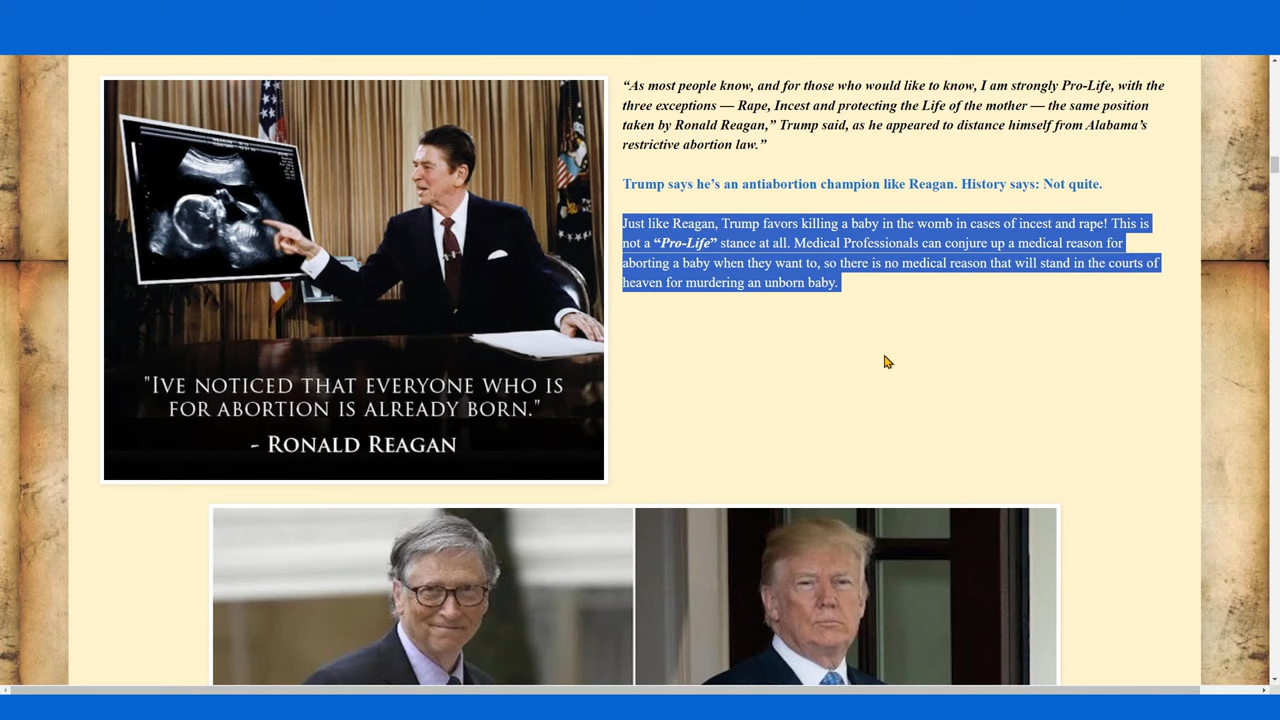 “As most people know, and for those who would like to know, I am strongly Pro-Life, with the
three exceptions — Rape, Incest and protecting the Life of the mother — the same position
taken by Ronald Reagan,” Trump said, as he appeared to distance himself from Alabama’s
restrictive abortion law.”
Trump says he’s an antiabortion champion like Reagan. History says: Not quite.
Just like Reagan, Trump favors killing a baby in the womb in cases of incest and rape! This is
not a “Pro-Life” stance at all. Medical Professionals can conjure up a medical reason for
aborting a baby when they want to, so there is no medical reason that will stand in the courts of
heaven for murdering an unborn baby.
"IVE NOTICED THAT EVERYONE WHO IS
FOR ABORTION IS ALREADY BORN."
- RONALD REAGAN